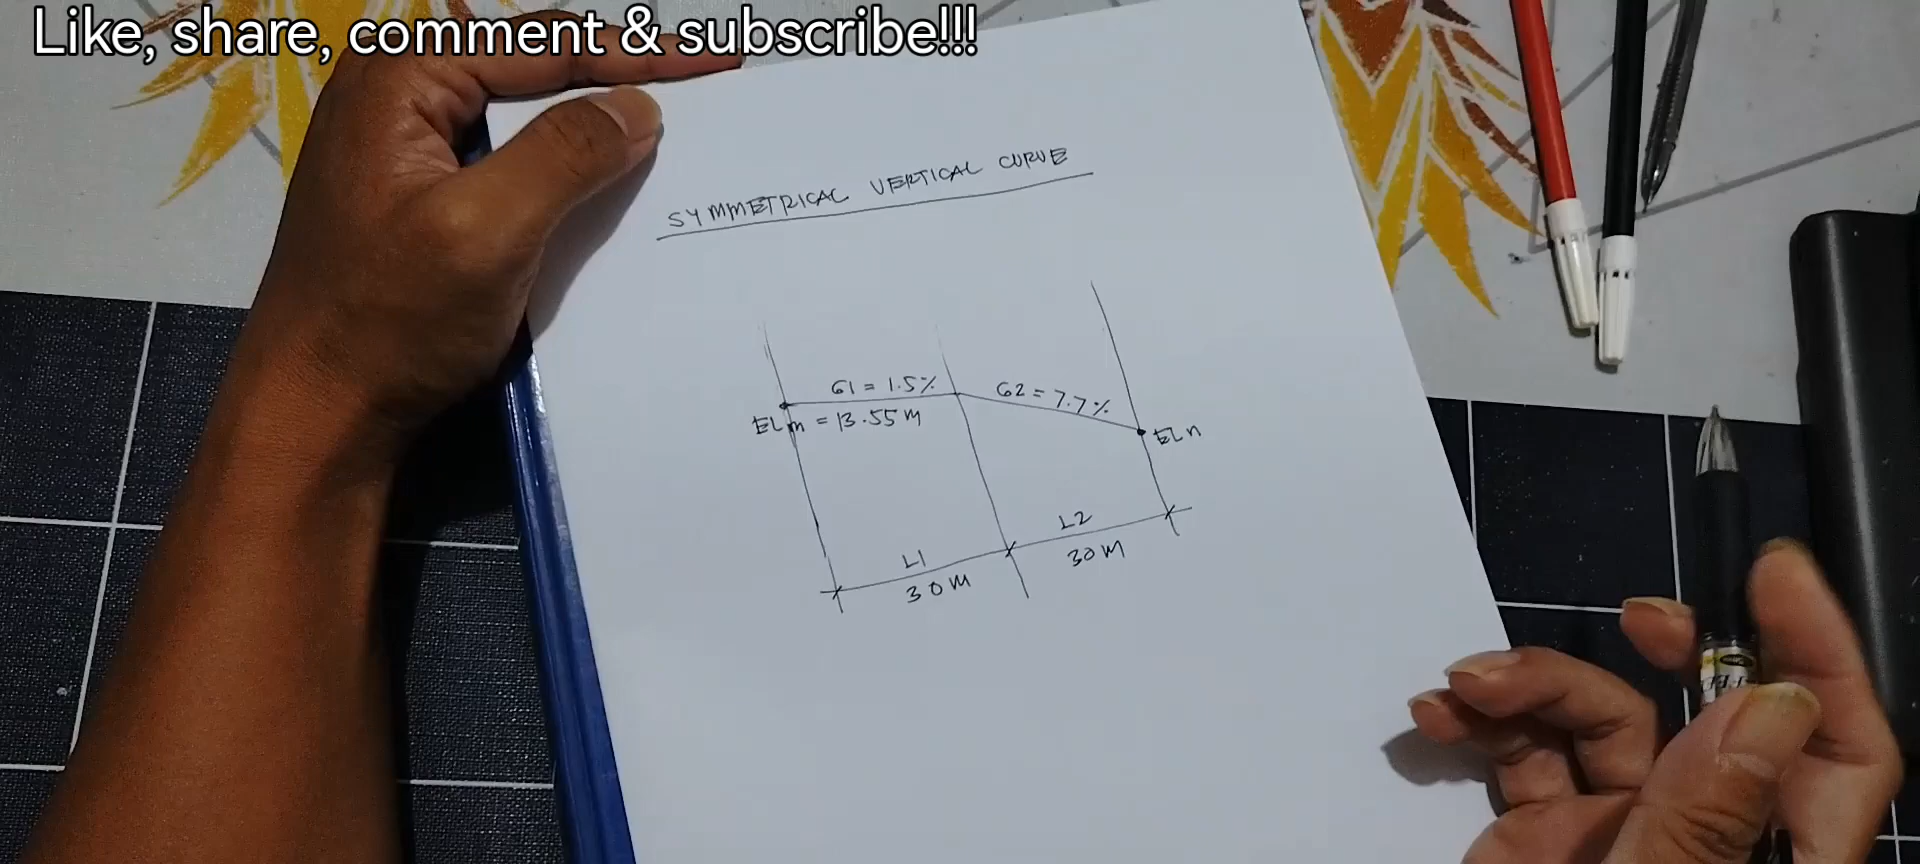 Like, share, comment & subscribe!!!
SYMMETRICAL VERTICAL CURVE
G1 = 1.5%
G2 = 7.7%
ELm = 13.55 m
ELn
L1
L2
30 m
30 m